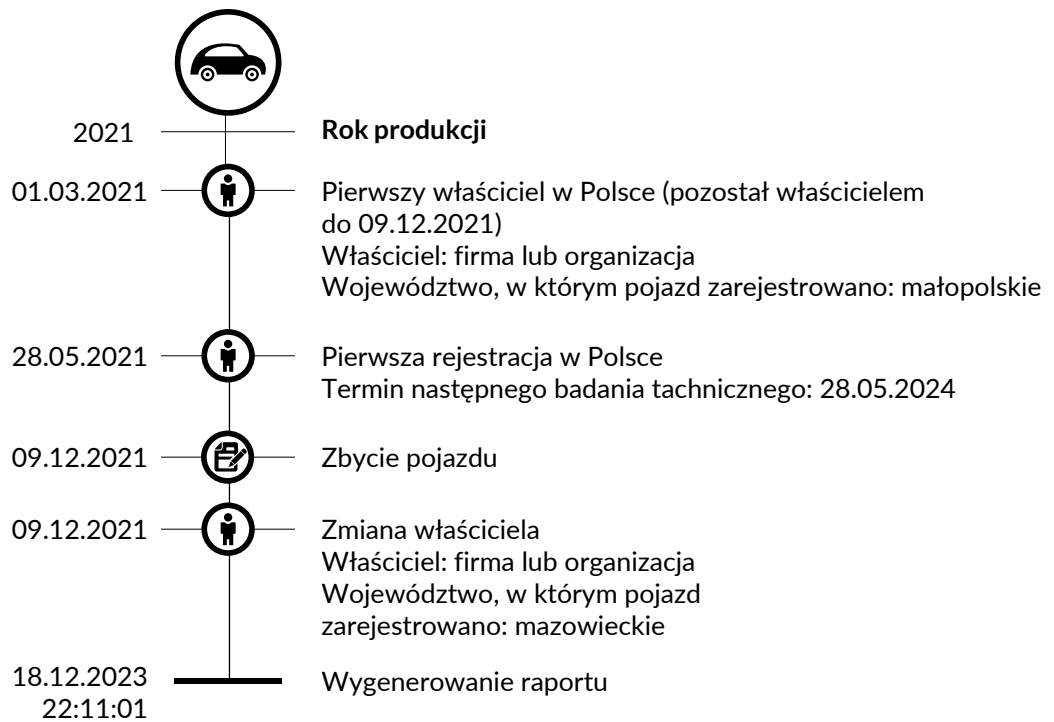 2021 Rok produkcji
01.03.2021 Pierwszy właściciel w Polsce (pozostał właścicielem
do 09.12.2021)
Właściciel: firma lub organizacja
Województwo, w którym pojazd zarejestrowano: małopolskie
28.05.2021 Pierwsza rejestracja w Polsce
Termin następnego badania tachnicznego: 28.05.2024
09.12.2021 Zbycie pojazdu
09.12.2021 Zmiana właściciela
Właściciel: firma lub organizacja
Województwo, w którym pojazd
zarejestrowano: mazowieckie
18.12.2023 Wygenerowanie raportu
22:11:01